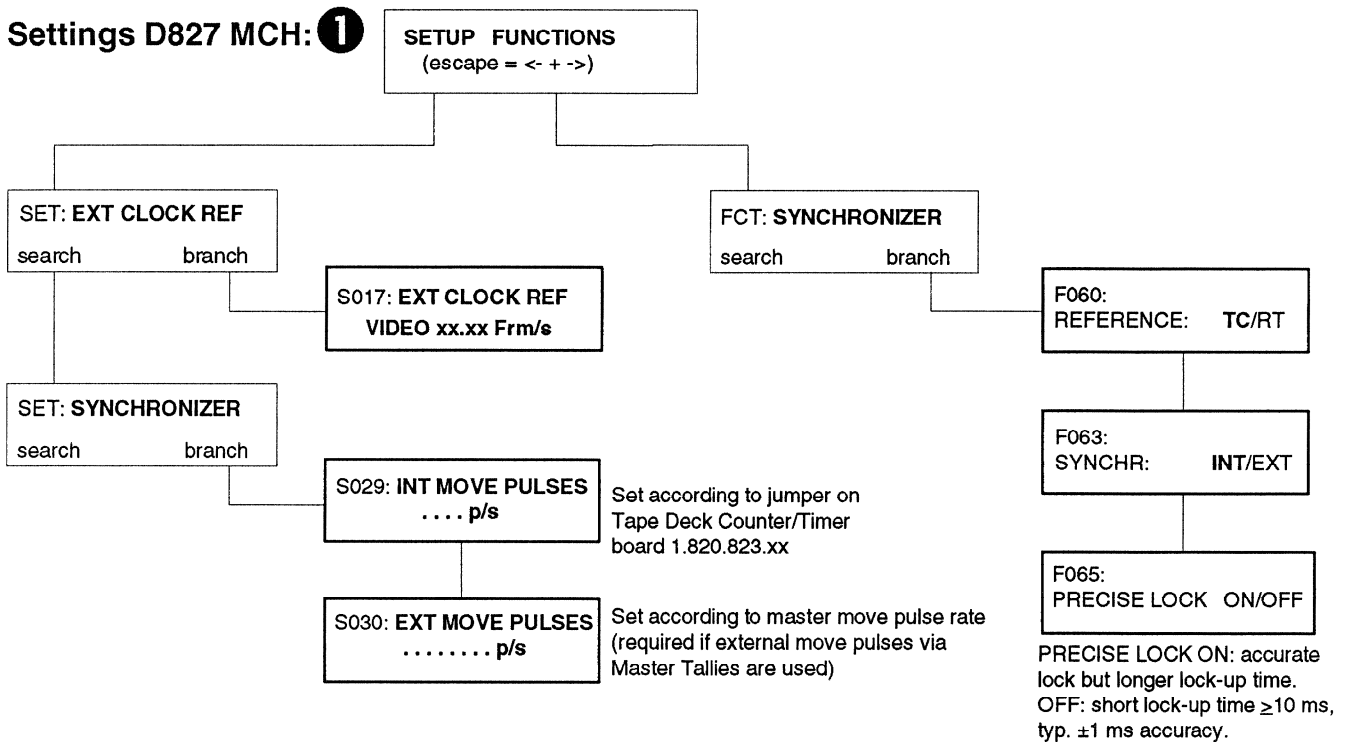 Settings D827 MCH: 1
SETUP FUNCTIONS
(escape = <- + ->)
SET: EXT CLOCK REF
search branch
S017: EXT CLOCK REF
VIDEO xx.xx Frm/s
SET: SYNCHRONIZER
search branch
S029: INT MOVE PULSES
. . . . p/s
Set according to jumper on
Tape Deck Counter/Timer
board 1.820.823.xx
S030: EXT MOVE PULSES
. . . . . . . . p/s
Set according to master move pulse rate
(required if external move pulses via
Master Tallies are used)
FCT: SYNCHRONIZER
search branch
F060:
REFERENCE: TC/RT
F063:
SYNCHR: INT/EXT
F065:
PRECISE LOCK ON/OFF
PRECISE LOCK ON: accurate
lock but longer lock-up time.
OFF: short lock-up time ≥10 ms,
typ. ±1 ms accuracy.